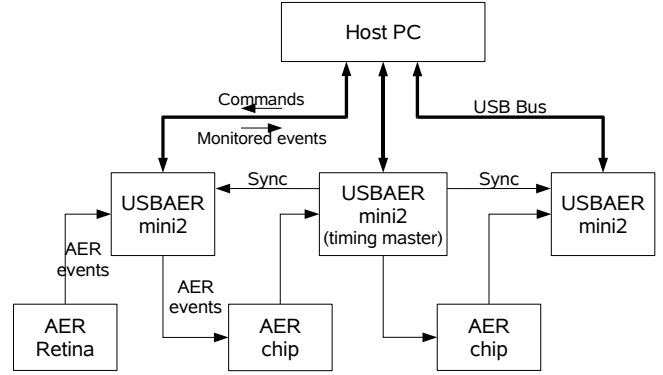 Host PC
Commands
Monitored events
USB Bus
Sync
Sync
USBAER
mini2
USBAER
mini2
(timing master)
USBAER
mini2
AER
events
AER
events
AER
Retina
AER
chip
AER
chip